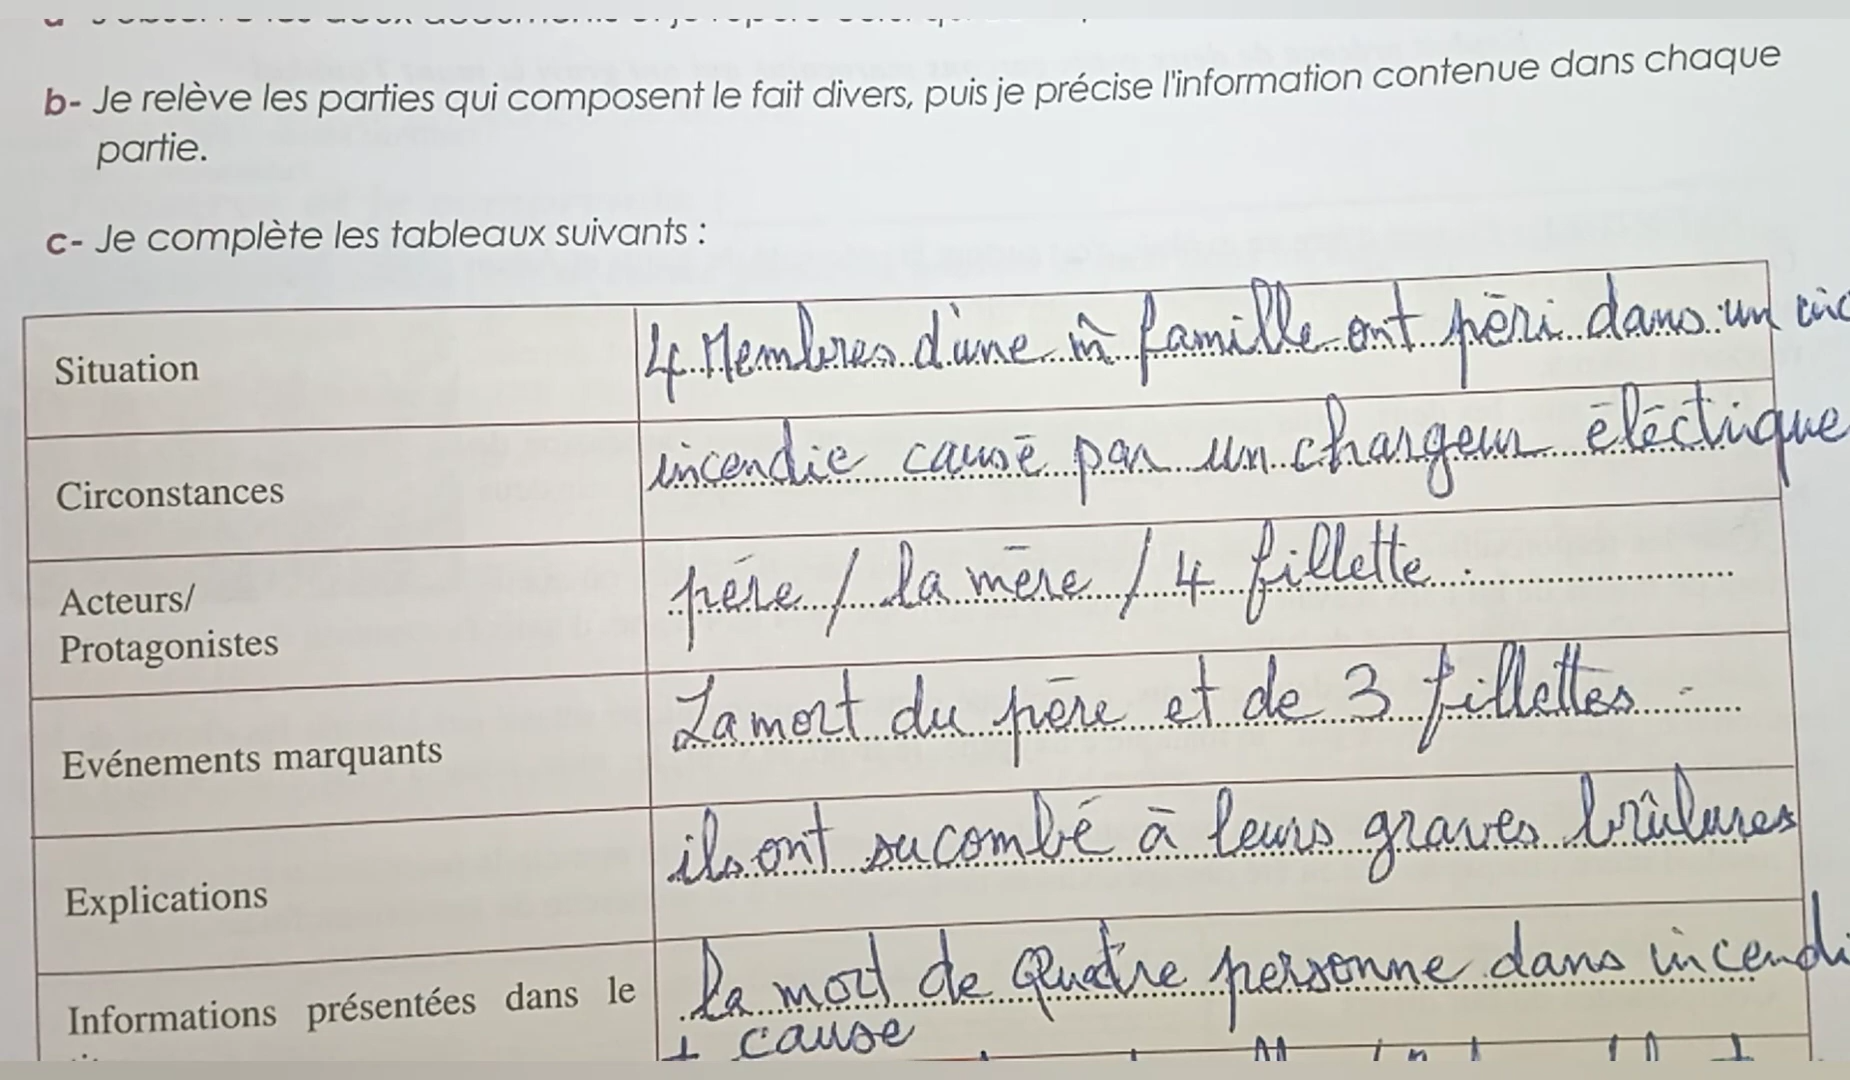 b- Je relève les parties qui composent le fait divers, puis je précise l'information contenue dans chaque
partie.
c- Je complète les tableaux suivants :
Situation
4 Membres d'une m̂ famille ont péri dans un
Circonstances
incendie causé par un chargeur éléctrique
Acteurs/
Protagonistes
père / la mère / 4 fillette .
Evénements marquants
La mort du père et de 3 fillettes .
Explications
ils ont sucombé à leurs graves brûlures
Informations présentées dans le
la mort de Quatre personne dans incendi
+ cause